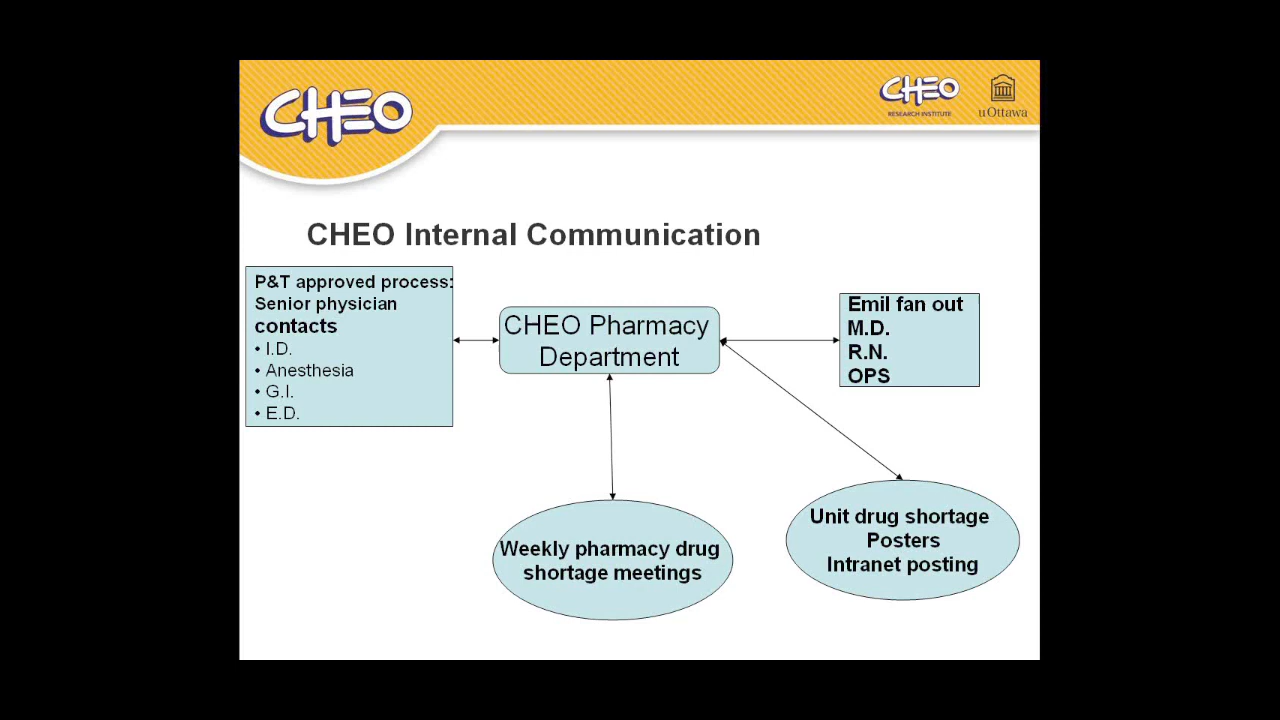 CHEO
CHEO
RESEARCH INSTITUTE
uOttawa
CHEO Internal Communication
P&T approved process:
Senior physician
contacts
• I.D.
• Anesthesia
• G.I.
• E.D.
CHEO Pharmacy
Department
Emil fan out
M.D.
R.N.
OPS
Weekly pharmacy drug
shortage meetings
Unit drug shortage
Posters
Intranet posting